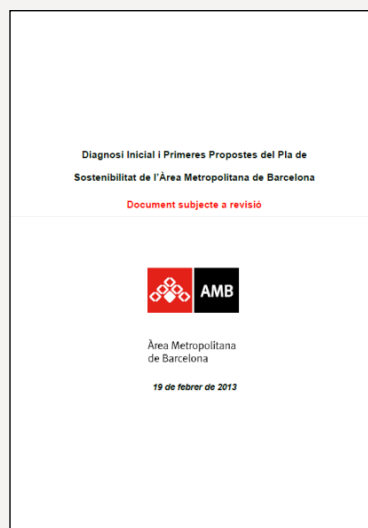 Diagnosi Inicial i Primeres Propostes del Pla de
Sostenibilitat de l'Àrea Metropolitana de Barcelona
Document subjecte a revisió
AMB
Àrea Metropolitana
de Barcelona
19 de febrer de 2013